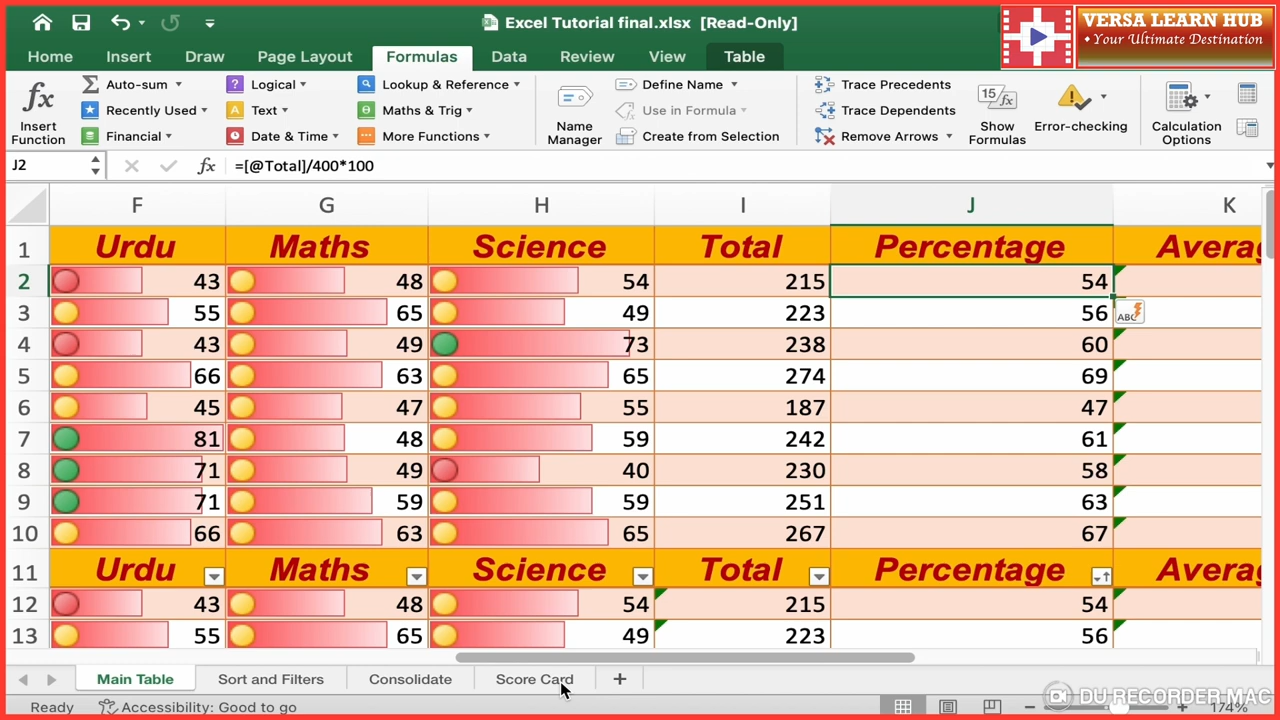 Excel Tutorial final.xlsx [Read-Only]
VERSA LEARN HUB
• Your Ultimate Destination
Home Insert Draw Page Layout Formulas Data Review View Table
fx Insert Function
Auto-sum Logical Lookup & Reference
Recently Used Text Maths & Trig
Financial Date & Time More Functions
Name Manager
Define Name
Use in Formula
Create from Selection
Trace Precedents
Trace Dependents
Remove Arrows
15 fx Show Formulas
Error-checking
Calculation Options
J2 fx =[@Total]/400*100
F G H I J K
1 Urdu Maths Science Total Percentage Averag
2 43 48 54 215 54
3 55 65 49 223 56 ABC
4 43 49 73 238 60
5 66 63 65 274 69
6 45 47 55 187 47
7 81 48 59 242 61
8 71 49 40 230 58
9 71 59 59 251 63
10 66 63 65 267 67
11 Urdu Maths Science Total Percentage Averag
12 43 48 54 215 54
13 55 65 49 223 56
Main Table Sort and Filters Consolidate Score Card +
Ready Accessibility: Good to go
DU RECORDER MAC
174%